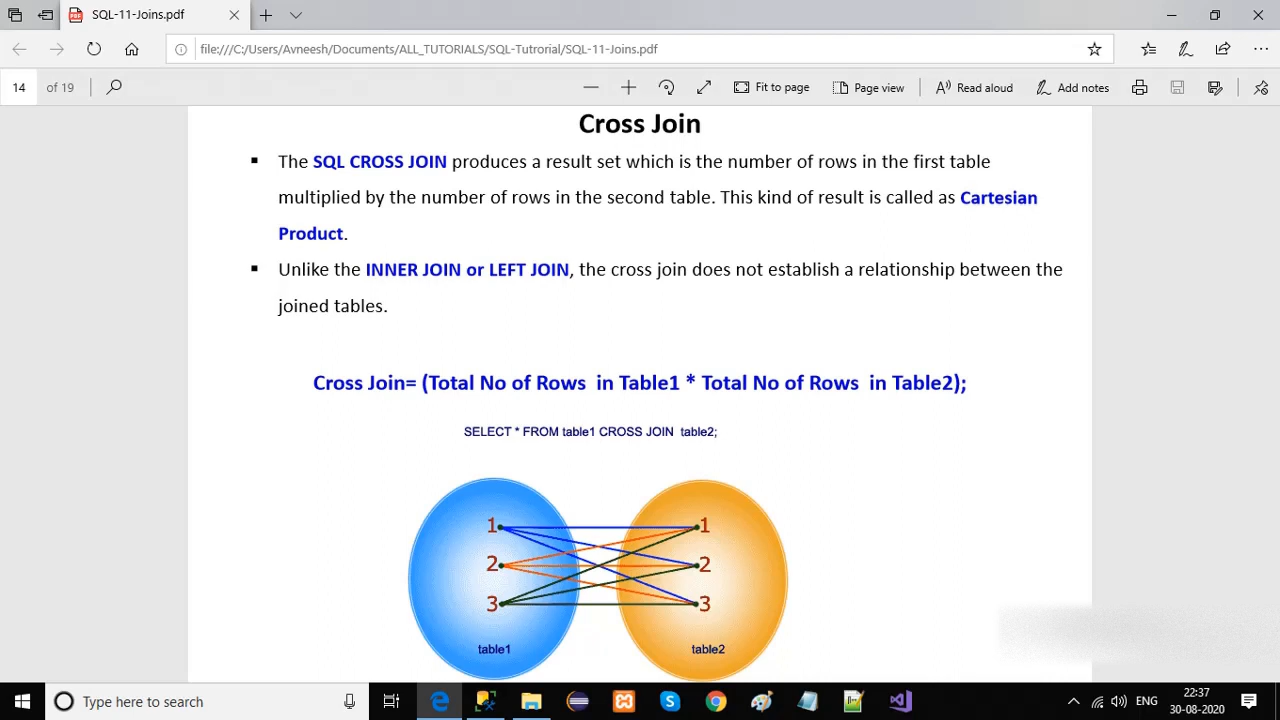 SQL-11-Joins.pdf
file:///C:/Users/Avneesh/Documents/ALL_TUTORIALS/SQL-Tutrorial/SQL-11-Joins.pdf
14 of 19 Fit to page Page view Read aloud Add notes
Cross Join
▪ The SQL CROSS JOIN produces a result set which is the number of rows in the first table
multiplied by the number of rows in the second table. This kind of result is called as Cartesian
Product.
▪ Unlike the INNER JOIN or LEFT JOIN, the cross join does not establish a relationship between the
joined tables.
Cross Join= (Total No of Rows in Table1 * Total No of Rows in Table2);
SELECT * FROM table1 CROSS JOIN table2;
1 1
2 2
3 3
table1 table2
Type here to search ENG 22:37
30-08-2020